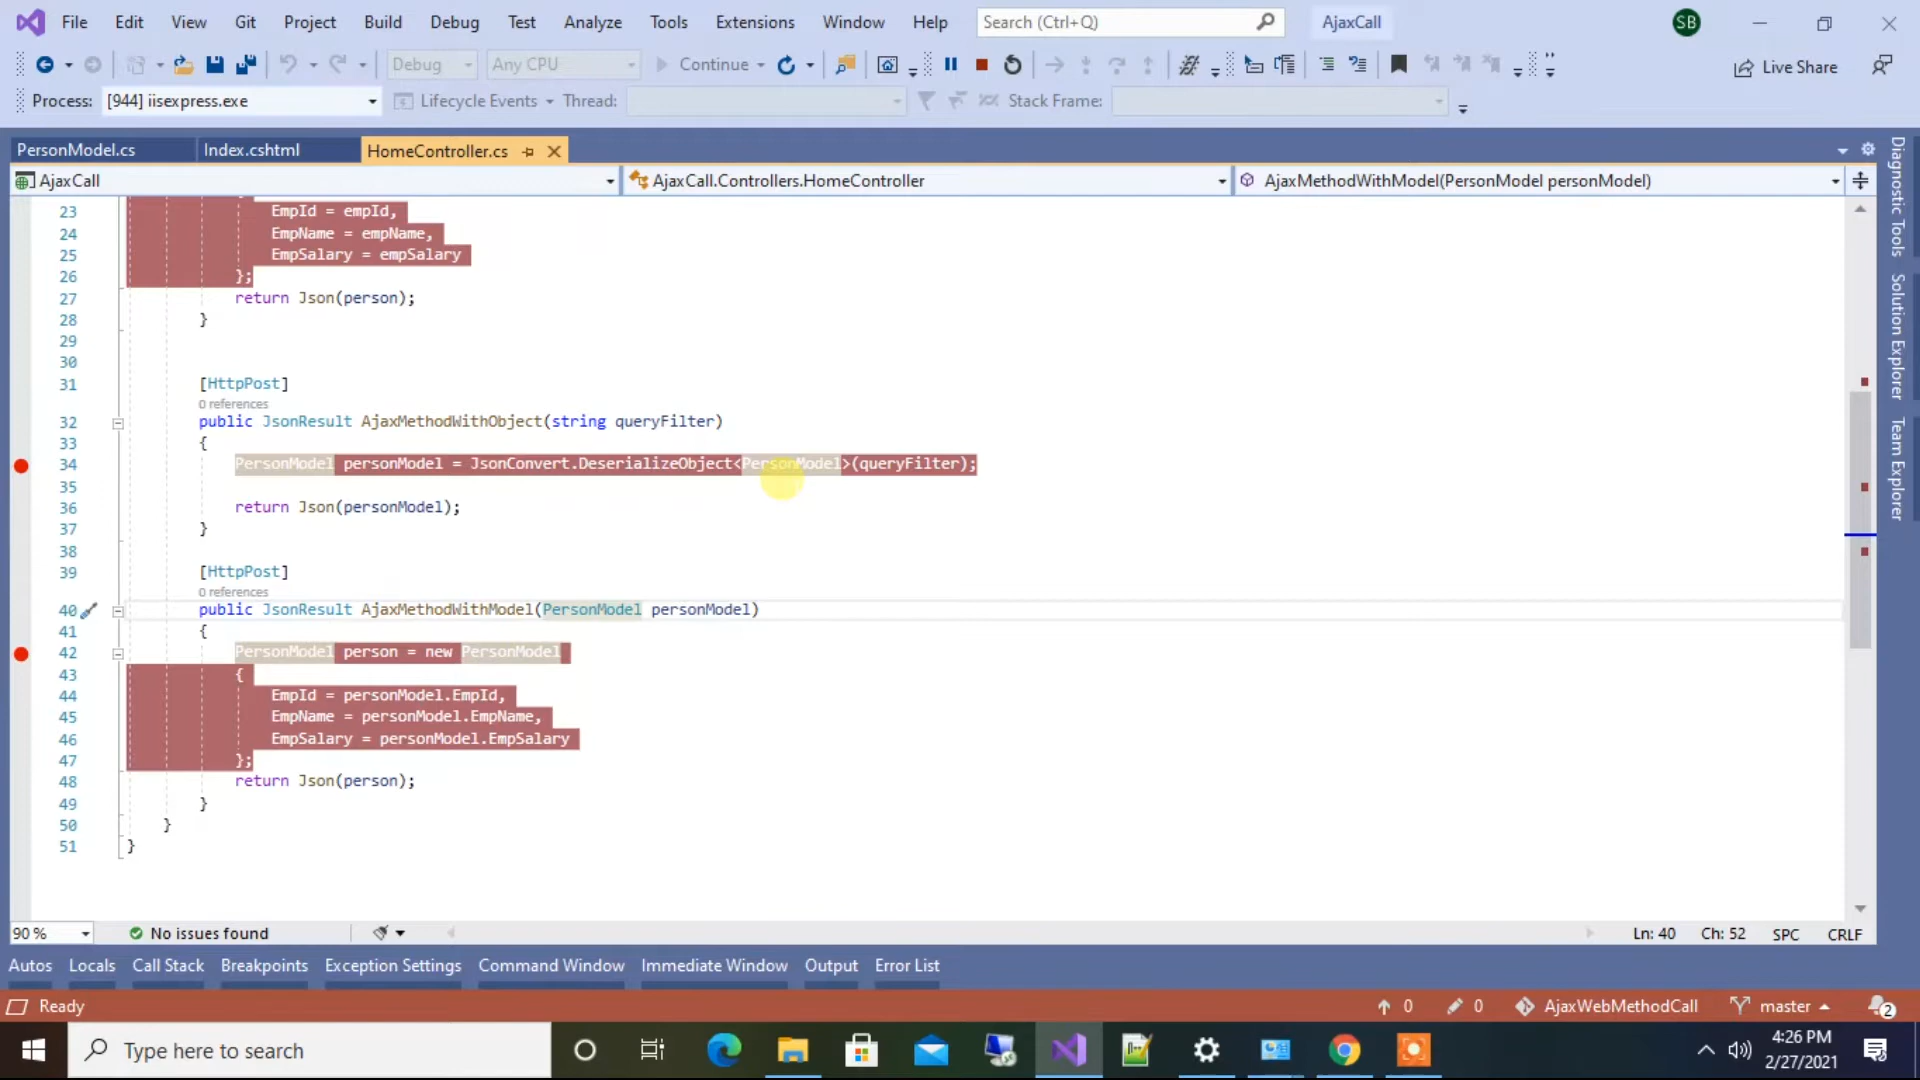 File Edit View Git Project Build Debug Test Analyze Tools Extensions Window Help Search (Ctrl+Q) AjaxCall SB
Debug Any CPU Continue Live Share
Process: [944] iisexpress.exe Lifecycle Events Thread: Stack Frame:
PersonModel.cs Index.cshtml HomeController.cs
AjaxCall AjaxCall.Controllers.HomeController AjaxMethodWithModel(PersonModel personModel)
23 EmpId = empId,
24 EmpName = empName,
25 EmpSalary = empSalary
26 };
27 return Json(person);
28 }
29
30
31 [HttpPost]
0 references
32 public JsonResult AjaxMethodWithObject(string queryFilter)
33 {
34 PersonModel personModel = JsonConvert.DeserializeObject<PersonModel>(queryFilter);
35
36 return Json(personModel);
37 }
38
39 [HttpPost]
0 references
40 public JsonResult AjaxMethodWithModel(PersonModel personModel)
41 {
42 PersonModel person = new PersonModel
43 {
44 EmpId = personModel.EmpId,
45 EmpName = personModel.EmpName,
46 EmpSalary = personModel.EmpSalary
47 };
48 return Json(person);
49 }
50 }
51 }
Diagnostic Tools
Solution Explorer
Team Explorer
90 % No issues found Ln: 40 Ch: 52 SPC CRLF
Autos Locals Call Stack Breakpoints Exception Settings Command Window Immediate Window Output Error List
Ready 0 0 AjaxWebMethodCall master 2
Type here to search
4:26 PM
2/27/2021